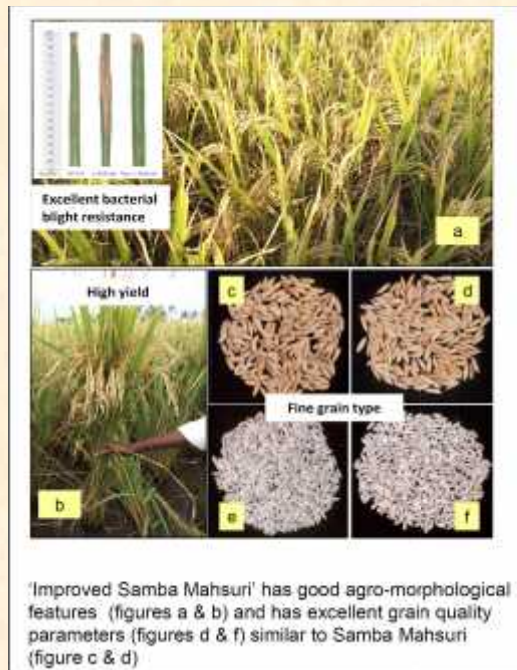 Excellent bacterial
blight resistance
a
High yield
c
d
Fine grain type
b
e
f
'Improved Samba Mahsuri' has good agro-morphological
features (figures a & b) and has excellent grain quality
parameters (figures d & f) similar to Samba Mahsuri
(figure c & d)